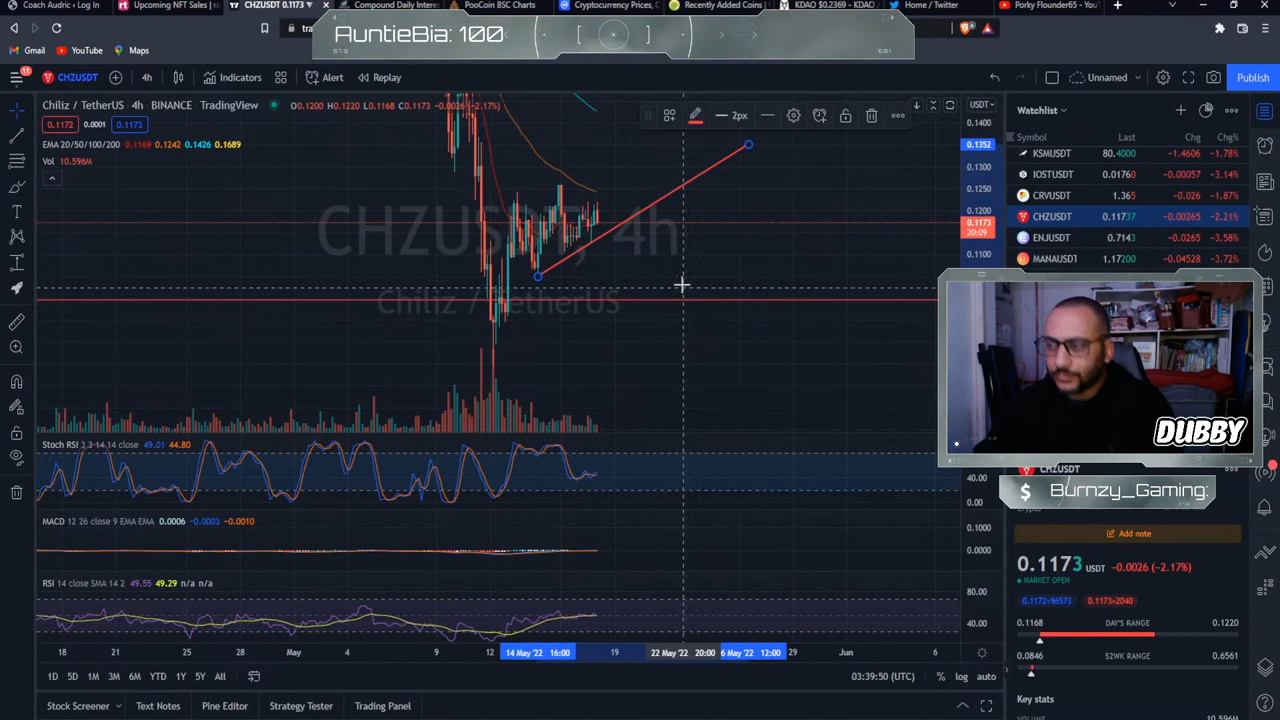 Coach Audric • Log In
Upcoming NFT Sales | ra
CHZUSDT 0.1173 ▼
Compound Daily Interest
PooCoin BSC Charts
Cryptocurrency Prices, C
Recently Added Coins |
KDAO $0.2369 - KDAO /
Home / Twitter
Porky Flounder65's - You
AuntieBia: 100
Gmail
YouTube
Maps
11
CHZUSDT
4h
Indicators
Alert
Replay
Unnamed
Publish
Chiliz / TetherUS · 4h · BINANCE · TradingView
O0.1200 H0.1220 L0.1168 C0.1173 −0.0026 (−2.17%)
0.1172
0.0001
0.1173
EMA 20/50/100/200 0.1169 0.1242 0.1426 0.1689
Vol 10.596M
2px
USDT
0.1400
0.1352
0.1300
0.1250
0.1200
0.1173
20:09
0.1100
CHZUSDT, 4h
Chiliz / TetherUS
Watchlist
Symbol Last Chg Chg%
KSMUSDT 80.4000 −1.4606 −1.78%
IOSTUSDT 0.01760 −0.00057 −3.14%
CRVUSDT 1.365 −0.026 −1.87%
CHZUSDT 0.11737 −0.00265 −2.21%
ENJUSDT 0.7143 −0.0265 −3.58%
MANAUSDT 1.17200 −0.04528 −3.72%
DUBBY
Stoch RSI 3 3 14 14 close 49.01 44.80
40.00
0.00
MACD 12 26 close 9 EMA EMA 0.0006 −0.0003 −0.0010
0.1000
0.0000
RSI 14 close SMA 14 2 49.55 49.29 n/a n/a
80.00
40.00
CHZUSDT
$ Burnzy_Gaming:
Add note
0.1173 USDT −0.0026 (−2.17%)
MARKET OPEN
0.1172×96573
0.1173×2040
0.1168
0.1220
DAY'S RANGE
0.0846
0.6561
52WK RANGE
Key stats
18 21 25 28 May 4 9 12 14 May '22 16:00 19 22 May '22 20:00 6 May '22 12:00 29 Jun 6
1D 5D 1M 3M 6M YTD 1Y 5Y All
03:39:50 (UTC)
% log auto
Stock Screener
Text Notes
Pine Editor
Strategy Tester
Trading Panel